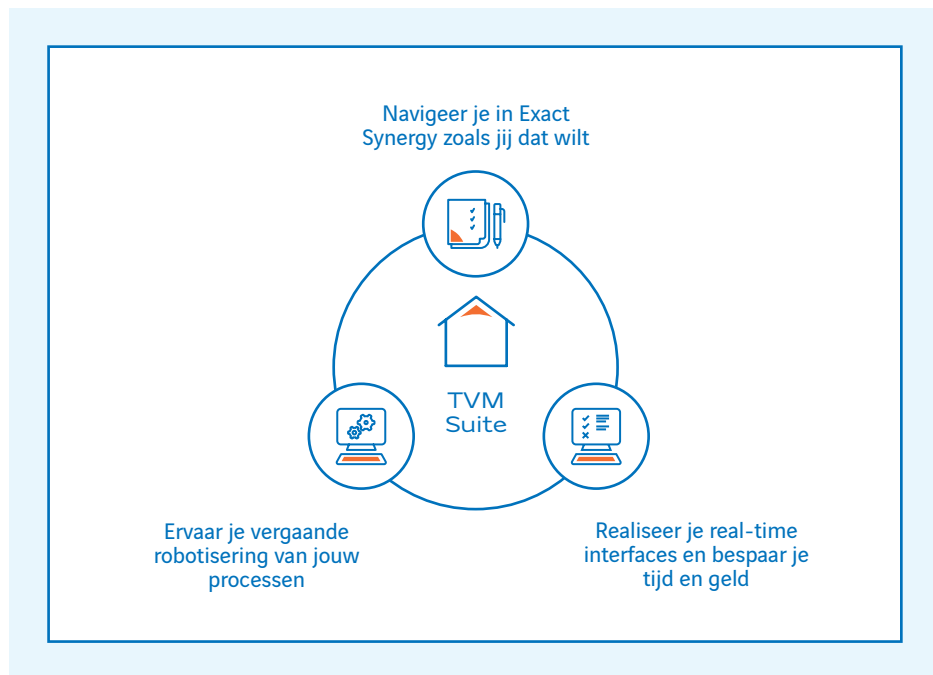 Navigeer je in Exact
Synergy zoals jij dat wilt
TVM
Suite
Ervaar je vergaande
robotisering van jouw
processen
Realiseer je real-time
interfaces en bespaar je
tijd en geld